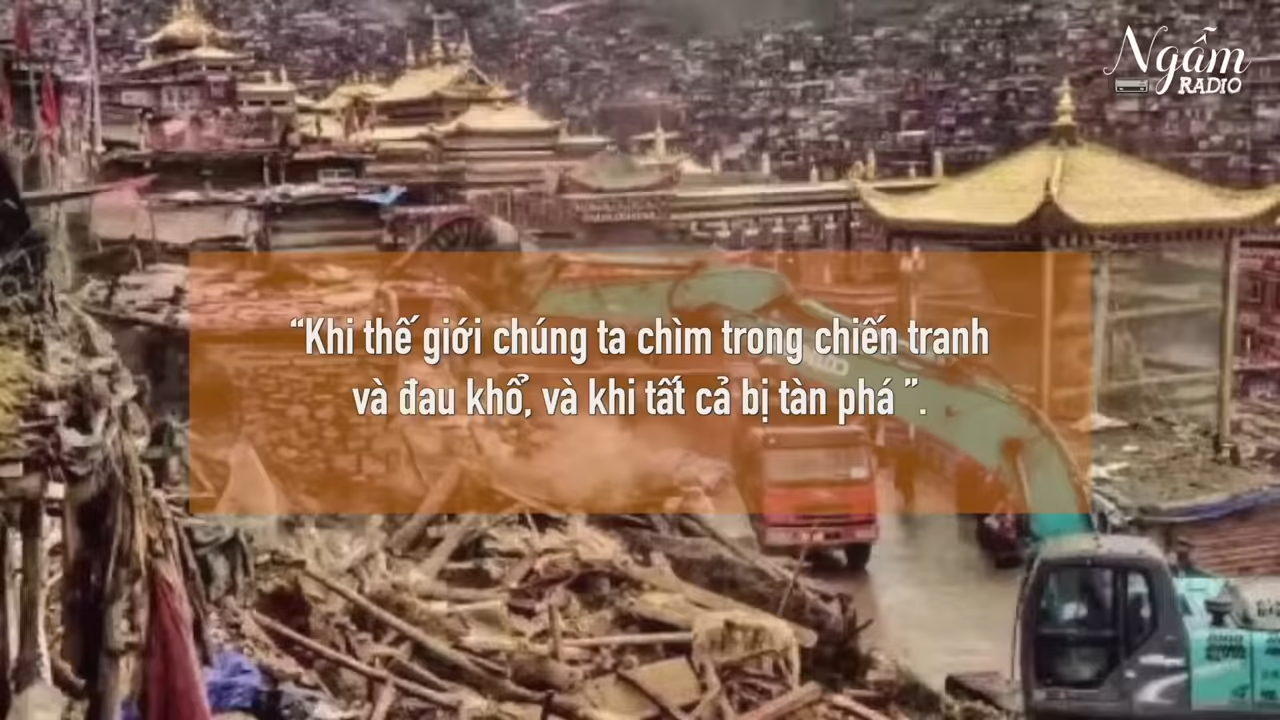 Ngẫm
RADIO
“Khi thế giới chúng ta chìm trong chiến tranh
và đau khổ, và khi tất cả bị tàn phá ”.